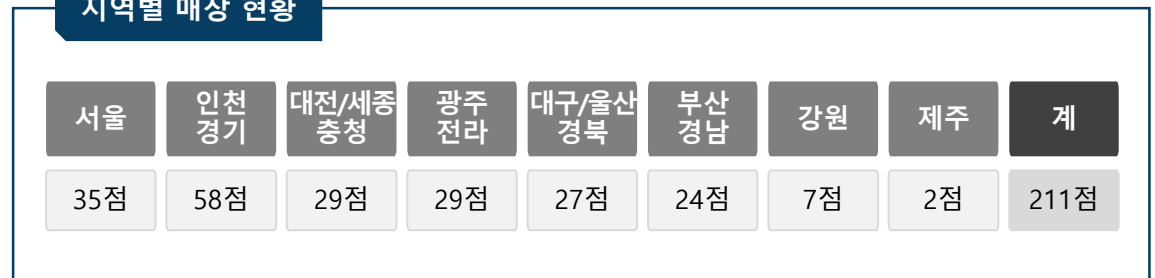 지역별 매장 현황
서울
인천
경기
대전/세종
충청
광주
전라
대구/울산
경북
부산
경남
강원
제주
계
35점
58점
29점
29점
27점
24점
7점
2점
211점